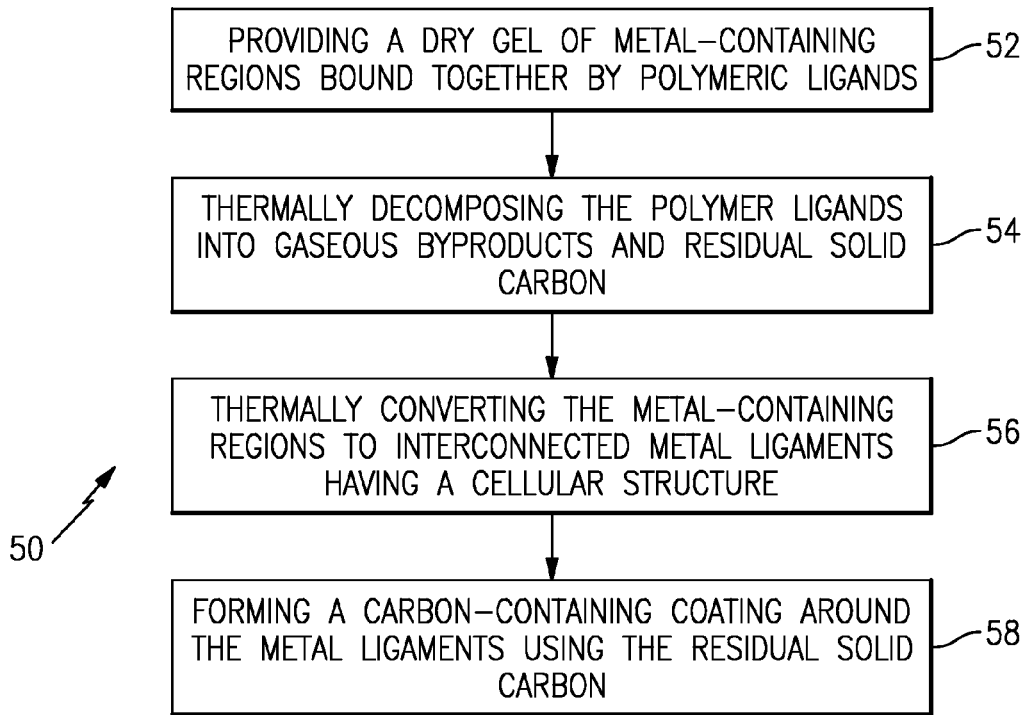 PROVIDING A DRY GEL OF METAL-CONTAINING
REGIONS BOUND TOGETHER BY POLYMERIC LIGANDS
52
THERMALLY DECOMPOSING THE POLYMER LIGANDS
INTO GASEOUS BYPRODUCTS AND RESIDUAL SOLID
CARBON
54
THERMALLY CONVERTING THE METAL-CONTAINING
REGIONS TO INTERCONNECTED METAL LIGAMENTS
HAVING A CELLULAR STRUCTURE
56
50
FORMING A CARBON-CONTAINING COATING AROUND
THE METAL LIGAMENTS USING THE RESIDUAL SOLID
CARBON
58